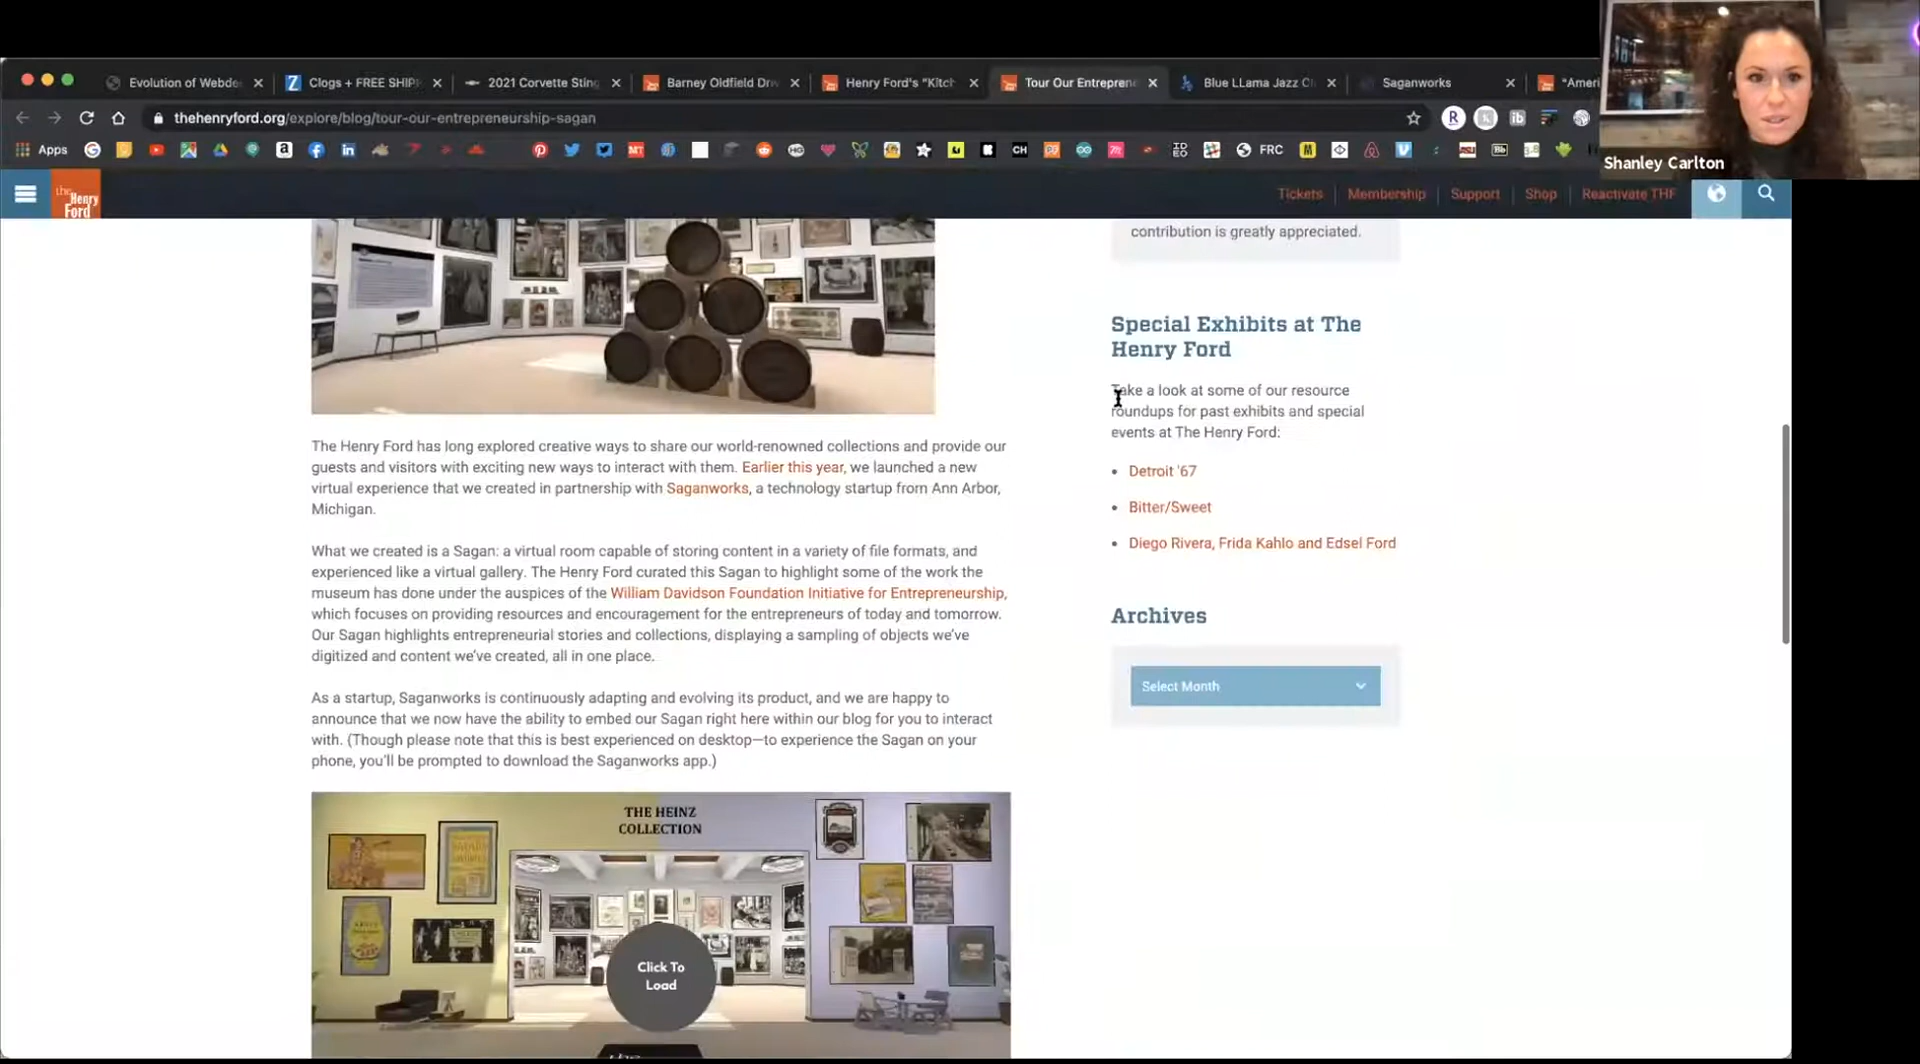 Evolution of Webde
Clogs + FREE SHIP
2021 Corvette Sting
Barney Oldfield Dri
Henry Ford's "Kitch
Tour Our Entreprene
Blue LLama Jazz Cl
Saganworks
"Ameri
thehenryford.org/explore/blog/tour-our-entrepreneurship-sagan
Apps
FRC
Shanley Carlton
the Henry Ford
Tickets
Membership
Support
Shop
Reactivate THF
contribution is greatly appreciated.
Special Exhibits at The
Henry Ford
Take a look at some of our resource
roundups for past exhibits and special
events at The Henry Ford:
Detroit '67
Bitter/Sweet
Diego Rivera, Frida Kahlo and Edsel Ford
Archives
Select Month
The Henry Ford has long explored creative ways to share our world-renowned collections and provide our
guests and visitors with exciting new ways to interact with them. Earlier this year, we launched a new
virtual experience that we created in partnership with Saganworks, a technology startup from Ann Arbor,
Michigan.
What we created is a Sagan: a virtual room capable of storing content in a variety of file formats, and
experienced like a virtual gallery. The Henry Ford curated this Sagan to highlight some of the work the
museum has done under the auspices of the William Davidson Foundation Initiative for Entrepreneurship,
which focuses on providing resources and encouragement for the entrepreneurs of today and tomorrow.
Our Sagan highlights entrepreneurial stories and collections, displaying a sampling of objects we've
digitized and content we've created, all in one place.
As a startup, Saganworks is continuously adapting and evolving its product, and we are happy to
announce that we now have the ability to embed our Sagan right here within our blog for you to interact
with. (Though please note that this is best experienced on desktop—to experience the Sagan on your
phone, you'll be prompted to download the Saganworks app.)
THE HEINZ
COLLECTION
Click To
Load